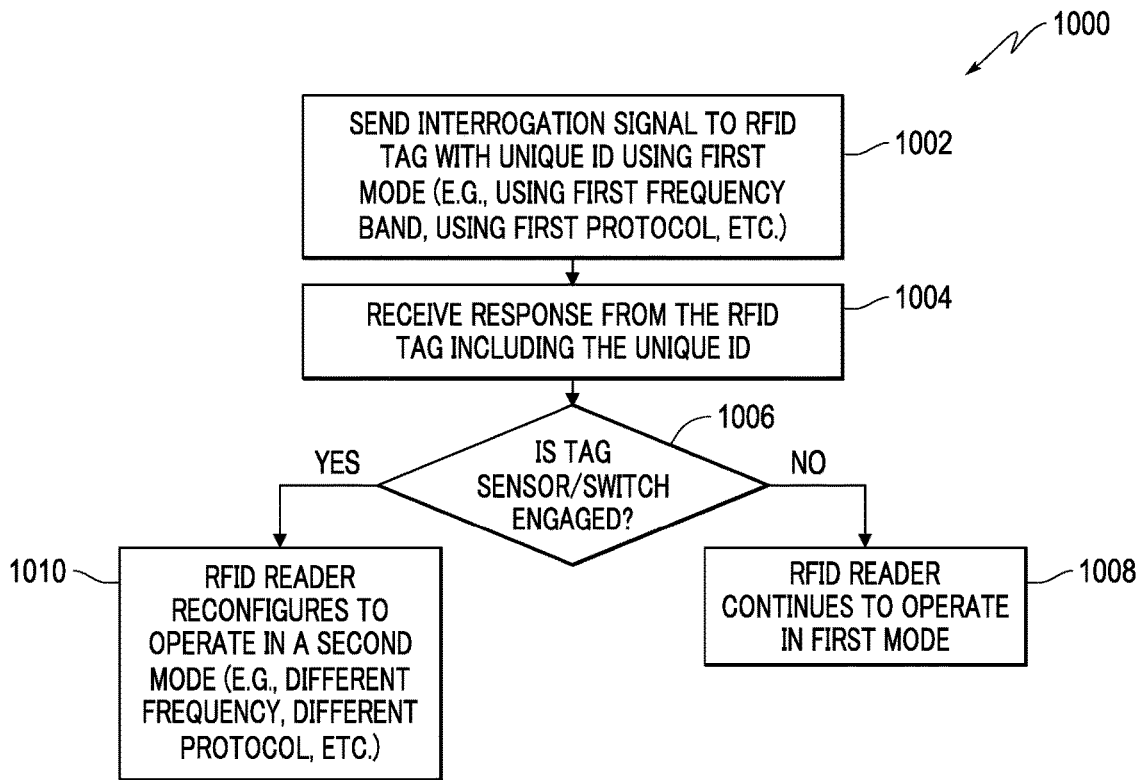 1000
SEND INTERROGATION SIGNAL TO RFID
TAG WITH UNIQUE ID USING FIRST
MODE (E.G., USING FIRST FREQUENCY
BAND, USING FIRST PROTOCOL, ETC.)
1002
RECEIVE RESPONSE FROM THE RFID
TAG INCLUDING THE UNIQUE ID
1004
1006
IS TAG
SENSOR/SWITCH
ENGAGED?
YES
NO
1010
RFID READER
RECONFIGURES TO
OPERATE IN A SECOND
MODE (E.G., DIFFERENT
FREQUENCY, DIFFERENT
PROTOCOL, ETC.)
RFID READER
CONTINUES TO OPERATE
IN FIRST MODE
1008